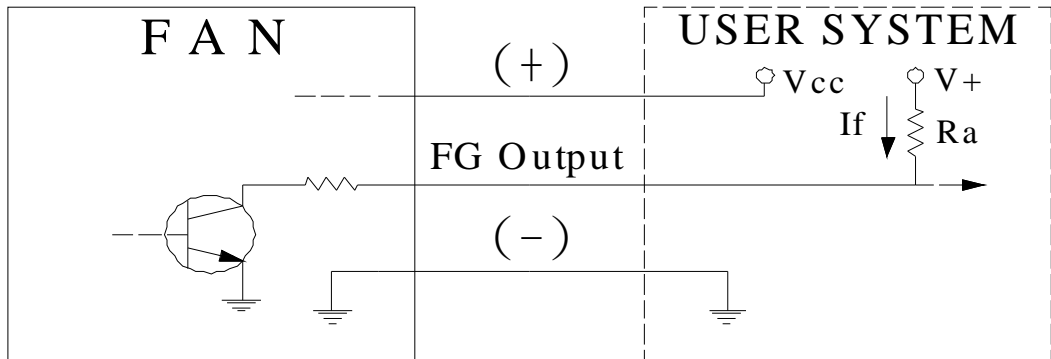 FAN
USER SYSTEM
(+)
Vcc
V+
If
Ra
FG Output
(-)